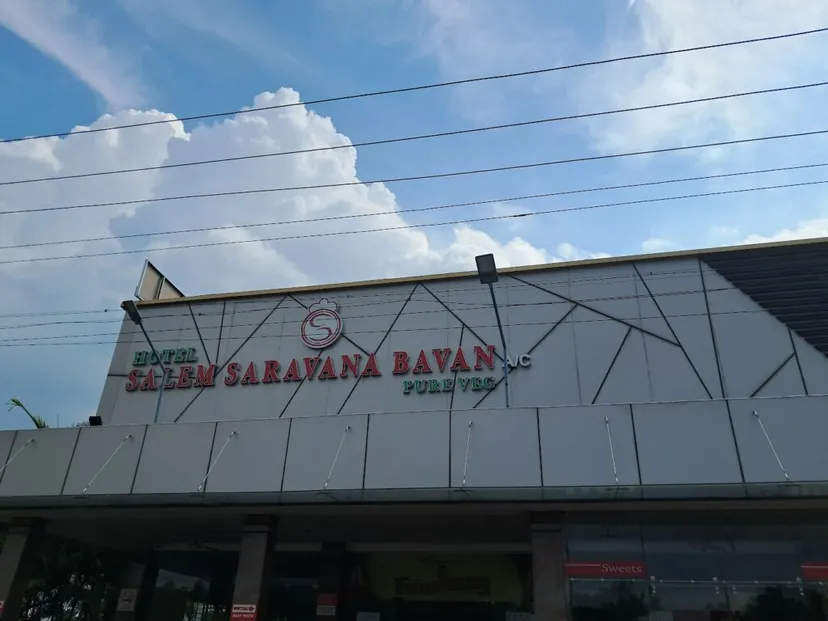 HOTEL
SALEM SARAVANA BAVAN A/C
PURE VEG.
S
Sweets